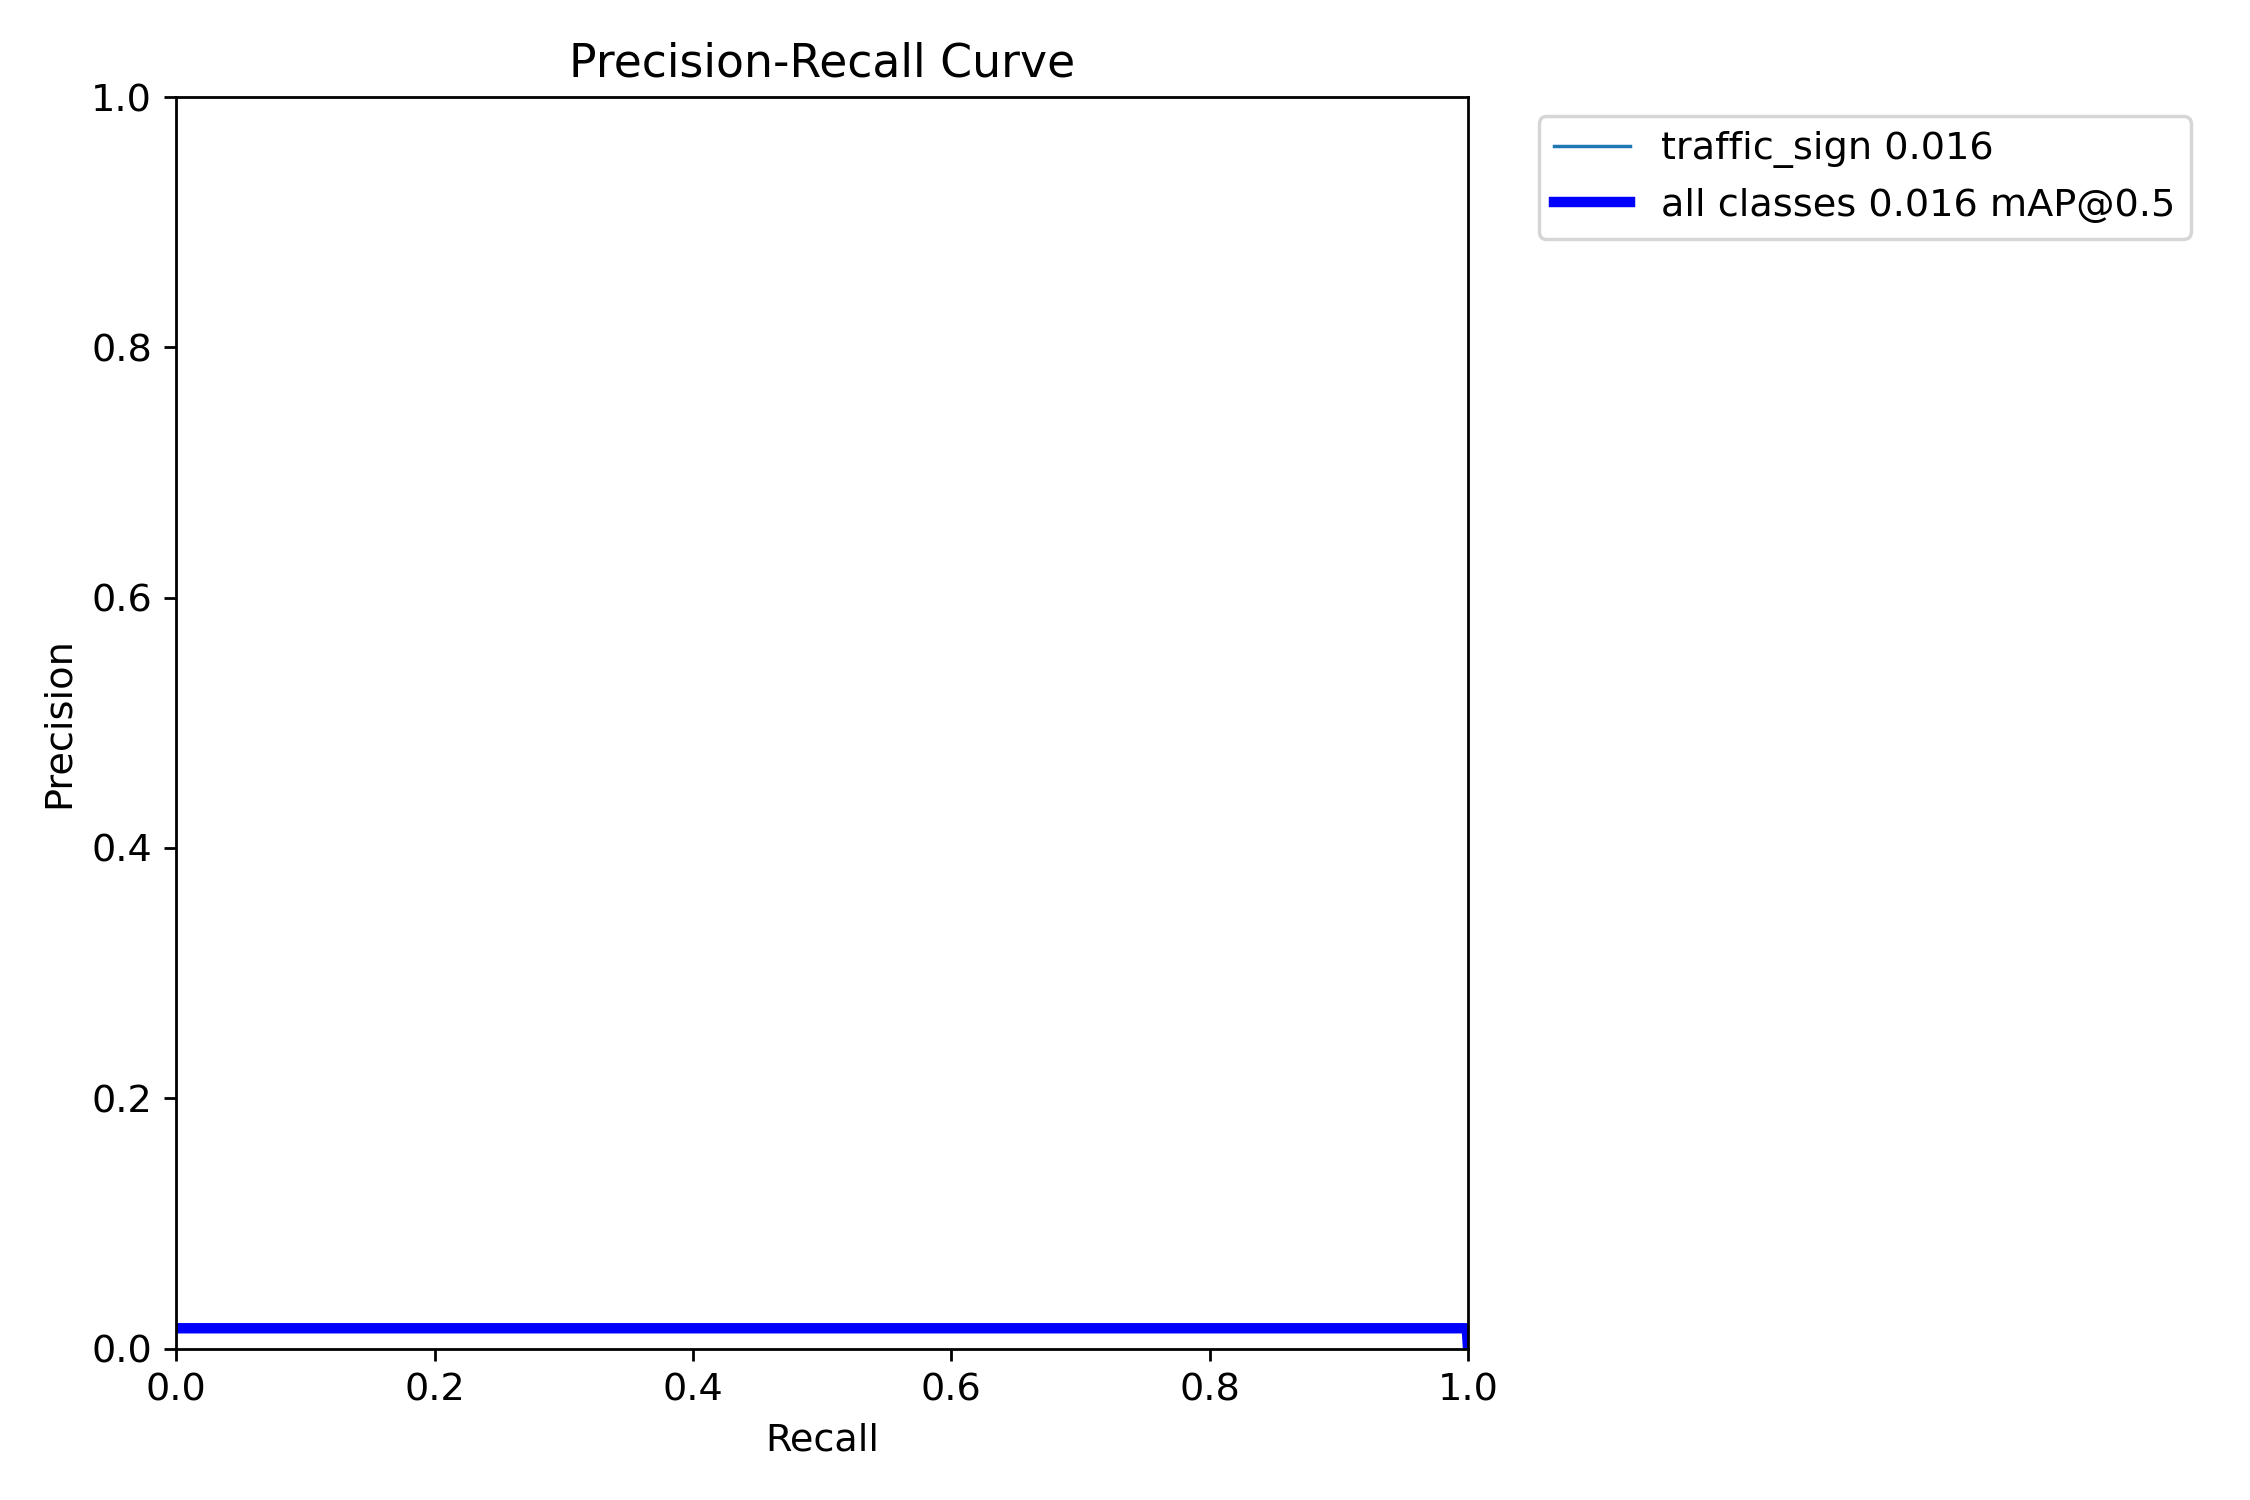 Precision-Recall Curve
traffic_sign 0.016
all classes 0.016 mAP@0.5
Precision
1.0
0.8
0.6
0.4
0.2
0.0
0.0 0.2 0.4 0.6 0.8 1.0
Recall